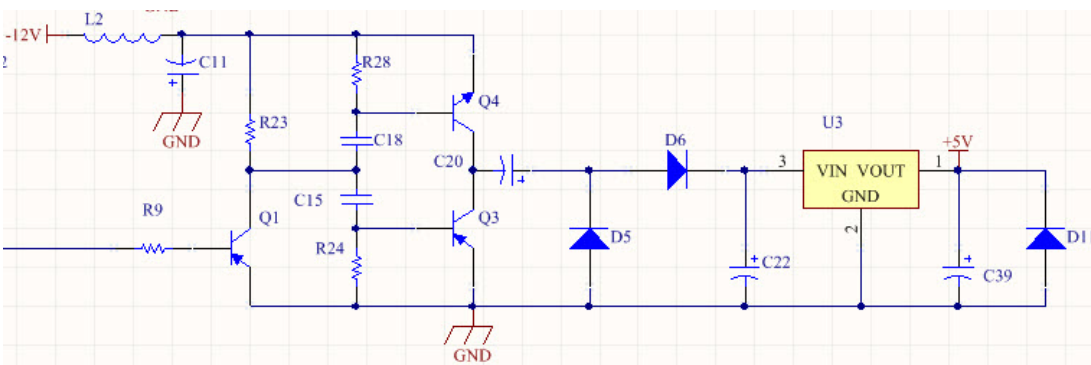 L2
-12V
C11
GND
R28
Q4
R23
C18
U3
D6
+5V
C20
3
VIN VOUT
1
GND
C15
R9
Q1
Q3
R24
D5
2
D1
C22
C39
GND